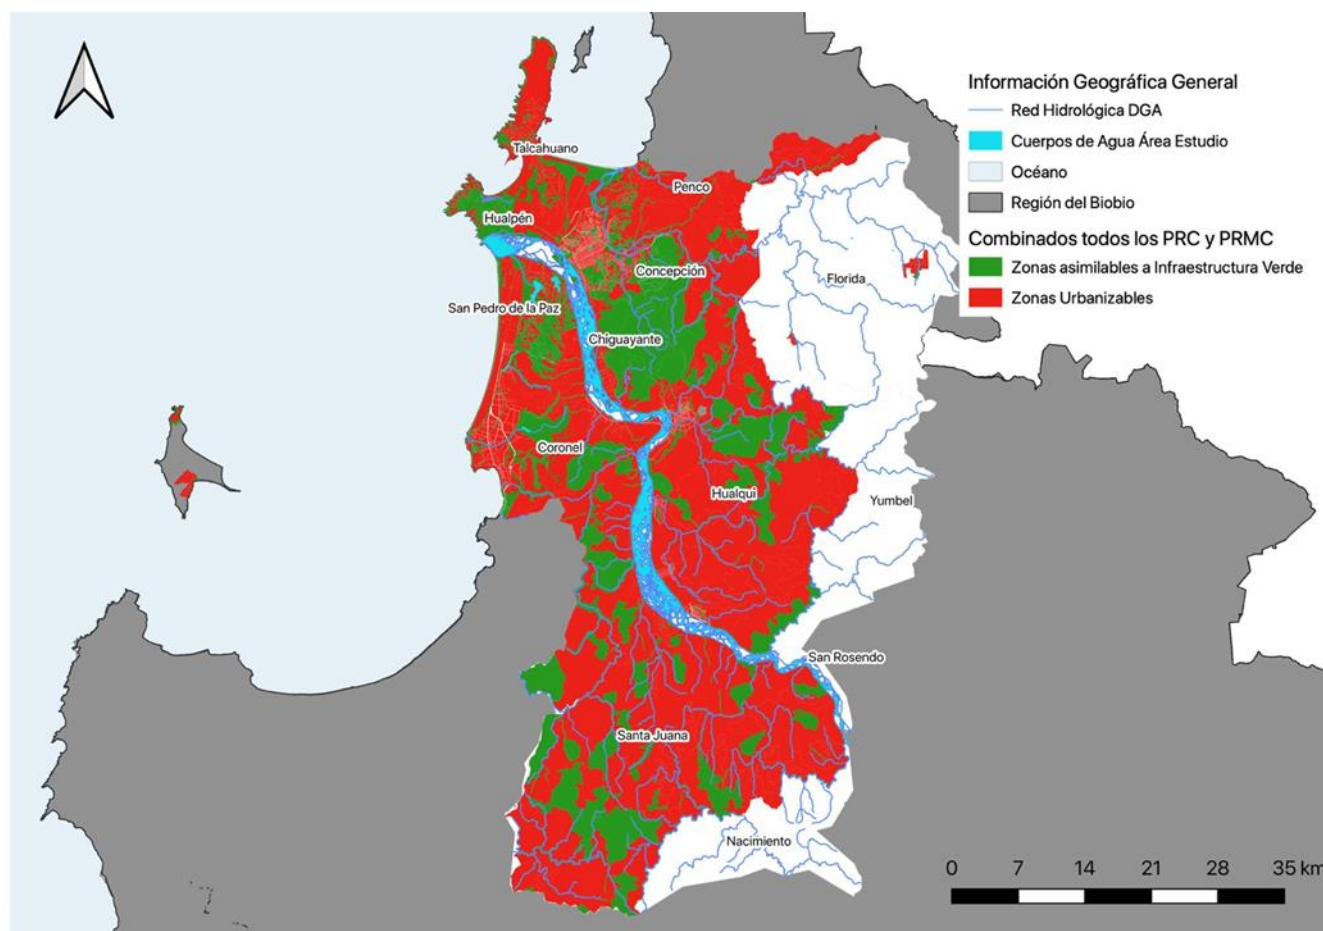 Información Geográfica General
Red Hidrológica DGA
Cuerpos de Agua Área Estudio
Océano
Región del Biobio
Combinados todos los PRC y PRMC
Zonas asimilables a Infraestructura Verde
Zonas Urbanizables
Talcahuano
Penco
Hualpén
Concepción
Florida
San Pedro de la Paz
Chiguayante
Coronel
Hualqui
Yumbel
San Rosendo
Santa Juana
Nacimiento
0 7 14 21 28 35 km